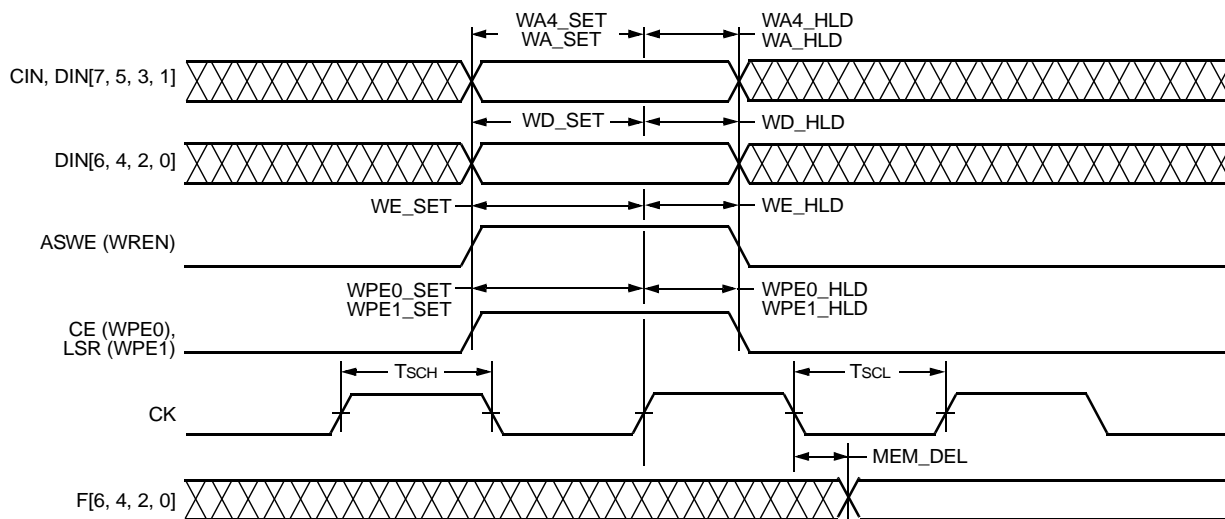 WA4_SET
WA_SET
WA4_HLD
WA_HLD
CIN, DIN[7, 5, 3, 1]
WD_SET
WD_HLD
DIN[6, 4, 2, 0]
WE_SET
WE_HLD
ASWE (WREN)
WPE0_SET
WPE1_SET
WPE0_HLD
WPE1_HLD
CE (WPE0),
LSR (WPE1)
TSCH
TSCL
CK
MEM_DEL
F[6, 4, 2, 0]